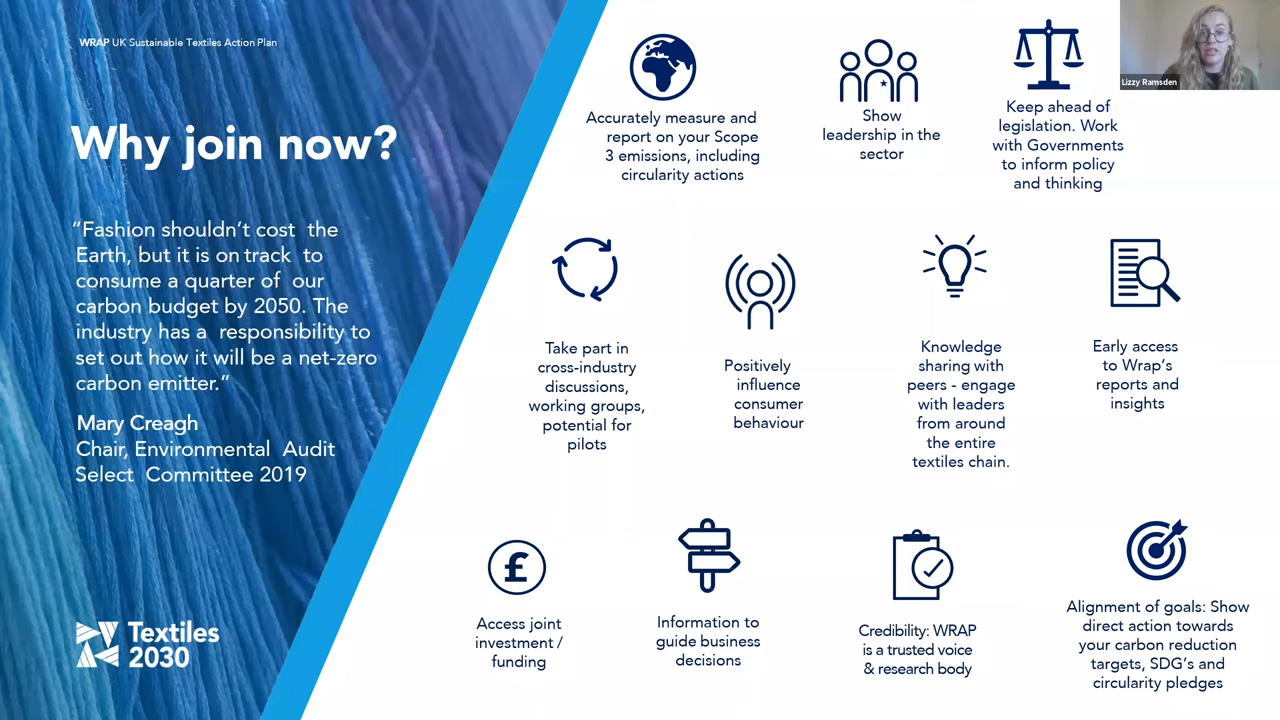 WRAP UK Sustainable Textiles Action Plan
Why join now?
“Fashion shouldn’t cost the
Earth, but it is on track to
consume a quarter of our
carbon budget by 2050. The
industry has a responsibility to
set out how it will be a net-zero
carbon emitter.”
Mary Creagh
Chair, Environmental Audit
Select Committee 2019
Textiles
2030
Accurately measure and
report on your Scope
3 emissions, including
circularity actions
Show
leadership in the
sector
Keep ahead of
legislation. Work
with Governments
to inform policy
and thinking
Lizzy Ramsden
Take part in
cross-industry
discussions,
working groups,
potential for
pilots
Positively
influence
consumer
behaviour
Knowledge
sharing with
peers - engage
with leaders
from around
the entire
textiles chain.
Early access
to Wrap’s
reports and
insights
£
Access joint
investment /
funding
Information to
guide business
decisions
Credibility: WRAP
is a trusted voice
& research body
Alignment of goals: Show
direct action towards
your carbon reduction
targets, SDG’s and
circularity pledges